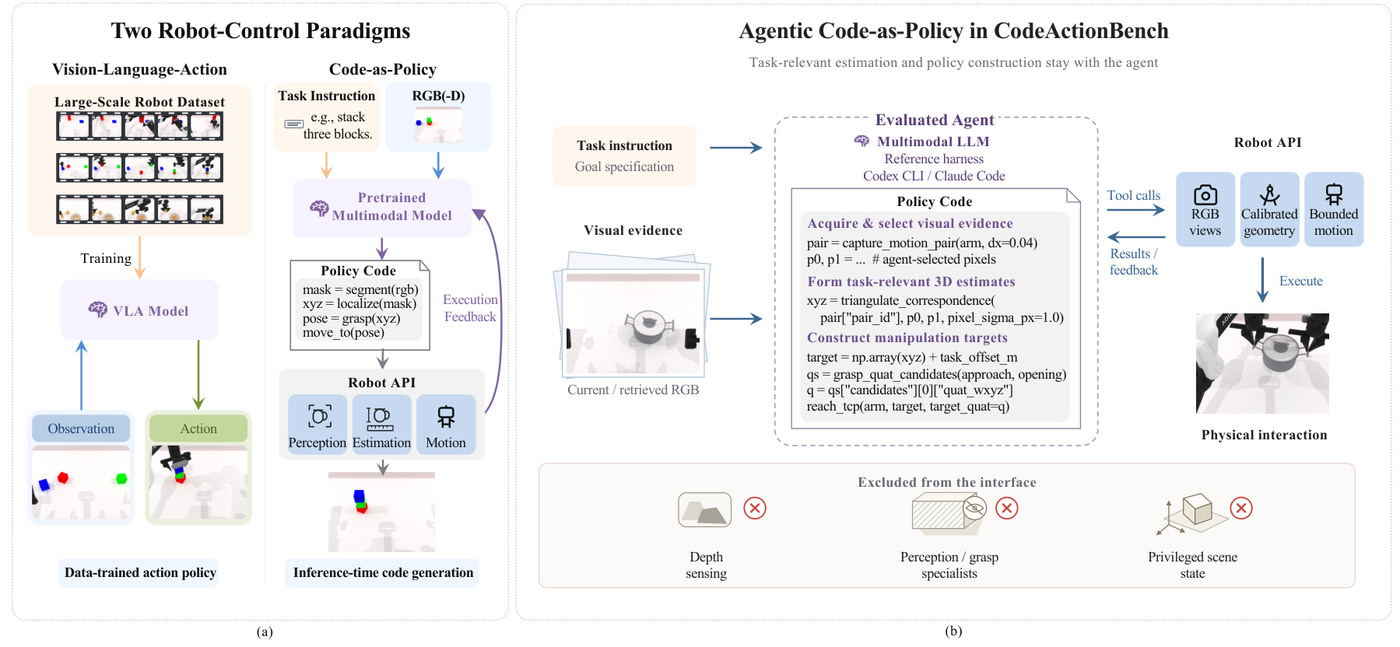 Two Robot-Control Paradigms
Vision-Language-Action
Large-Scale Robot Dataset
Training
VLA Model
Observation
Action
Data-trained action policy
Code-as-Policy
Task Instruction
e.g., stack
three blocks.
RGB(-D)
Pretrained
Multimodal Model
Policy Code
mask = segment(rgb)
xyz = localize(mask)
pose = grasp(xyz)
move_to(pose)
Execution
Feedback
Robot API
Perception
Estimation
Motion
Inference-time code generation
(a)
Agentic Code-as-Policy in CodeActionBench
Task-relevant estimation and policy construction stay with the agent
Task instruction
Goal specification
Visual evidence
Current / retrieved RGB
Evaluated Agent
Multimodal LLM
Reference harness
Codex CLI / Claude Code
Policy Code
Acquire & select visual evidence
pair = capture_motion_pair(arm, dx=0.04)
p0, p1 = ... # agent-selected pixels
Form task-relevant 3D estimates
xyz = triangulate_correspondence(
pair["pair_id"], p0, p1, pixel_sigma_px=1.0)
Construct manipulation targets
target = np.array(xyz) + task_offset_m
qs = grasp_quat_candidates(approach, opening)
q = qs["candidates"][0]["quat_wxyz"]
reach_tcp(arm, target, target_quat=q)
Tool calls
Results /
feedback
Robot API
RGB
views
Calibrated
geometry
Bounded
motion
Execute
Physical interaction
Excluded from the interface
Depth
sensing
Perception / grasp
specialists
Privileged scene
state
(b)